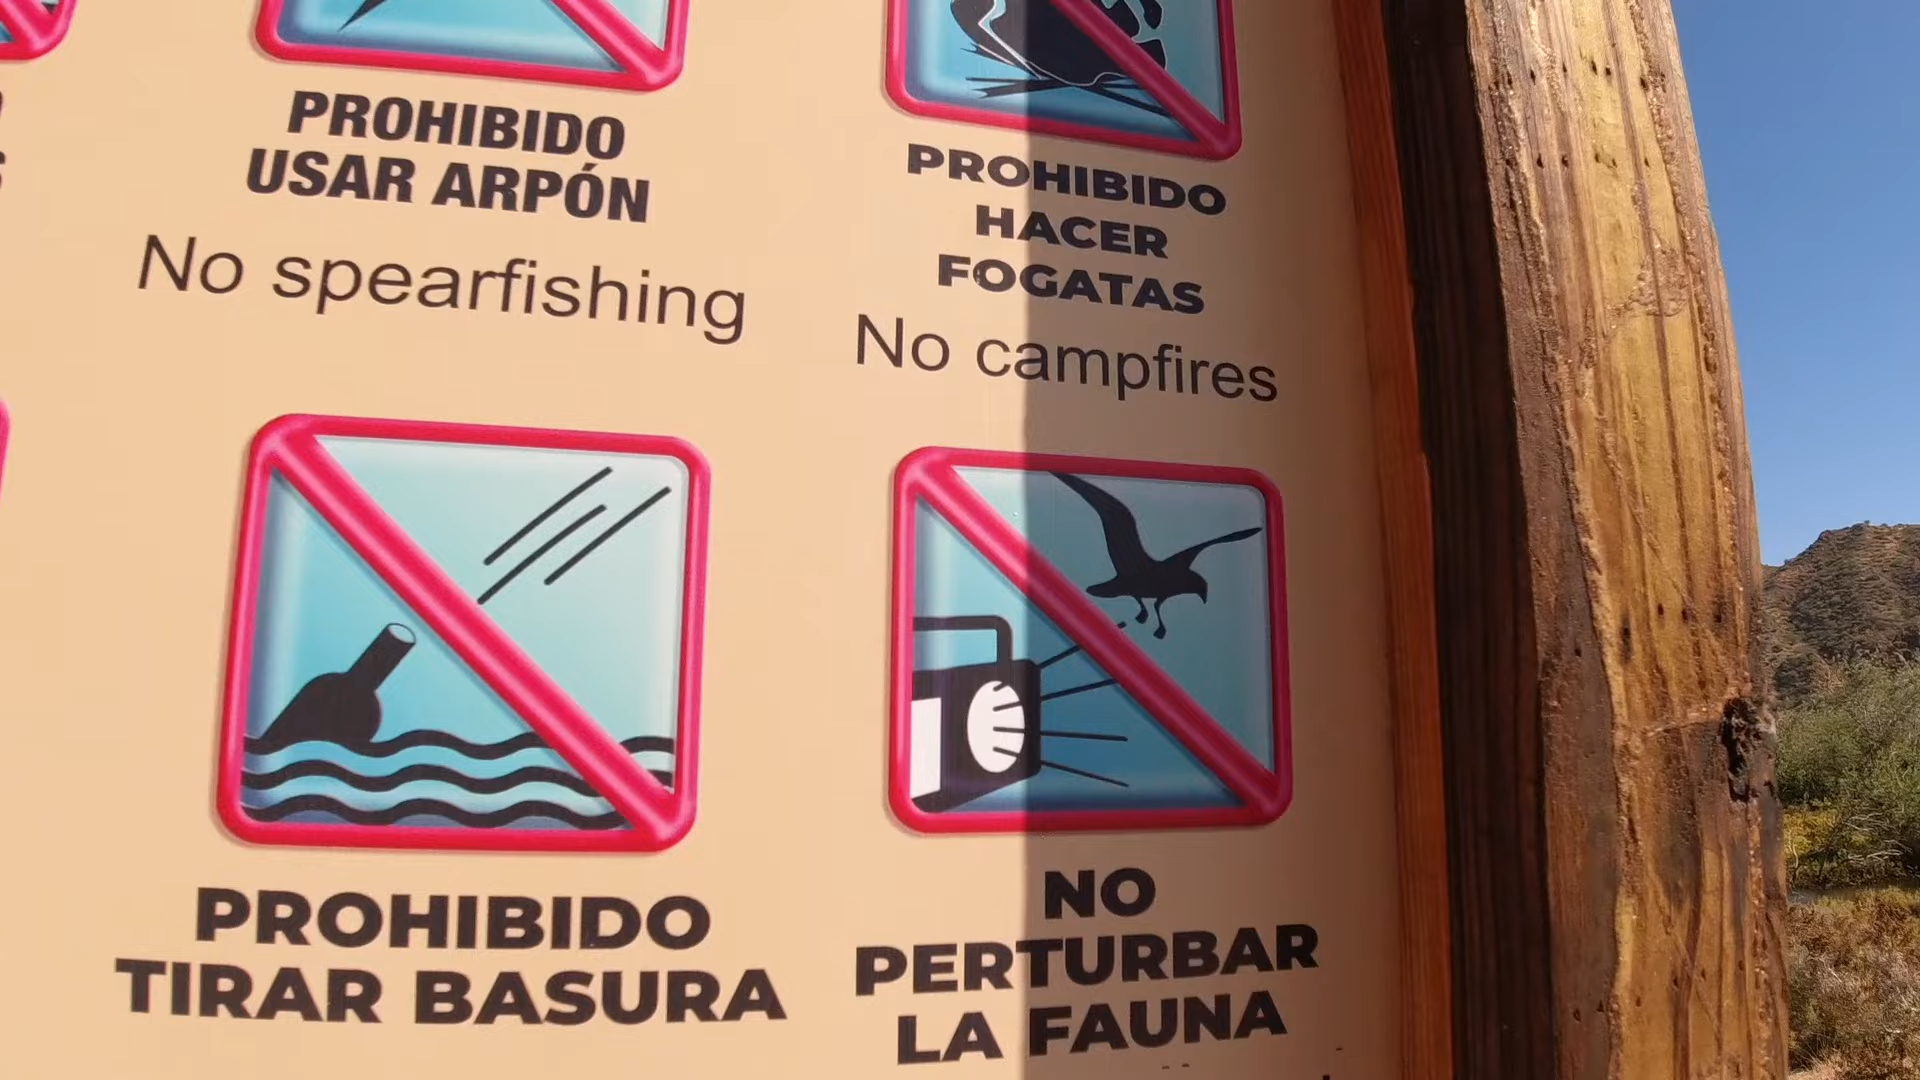 PROHIBIDO
USAR ARPÓN
No spearfishing
PROHIBIDO
HACER
FOGATAS
No campfires
PROHIBIDO
TIRAR BASURA
NO
PERTURBAR
LA FAUNA